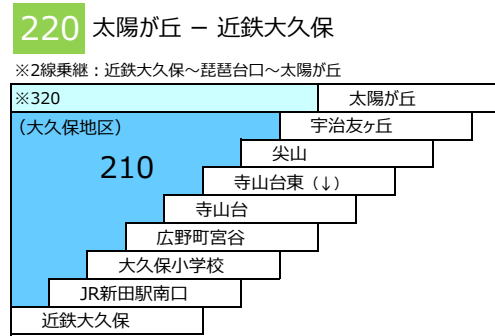 220 太陽が丘 － 近鉄大久保
※2線乗継：近鉄大久保～琵琶台口～太陽が丘
※320 太陽が丘
（大久保地区） 宇治友ヶ丘
210 尖山
寺山台東（↓）
寺山台
広野町宮谷
大久保小学校
JR新田駅南口
近鉄大久保